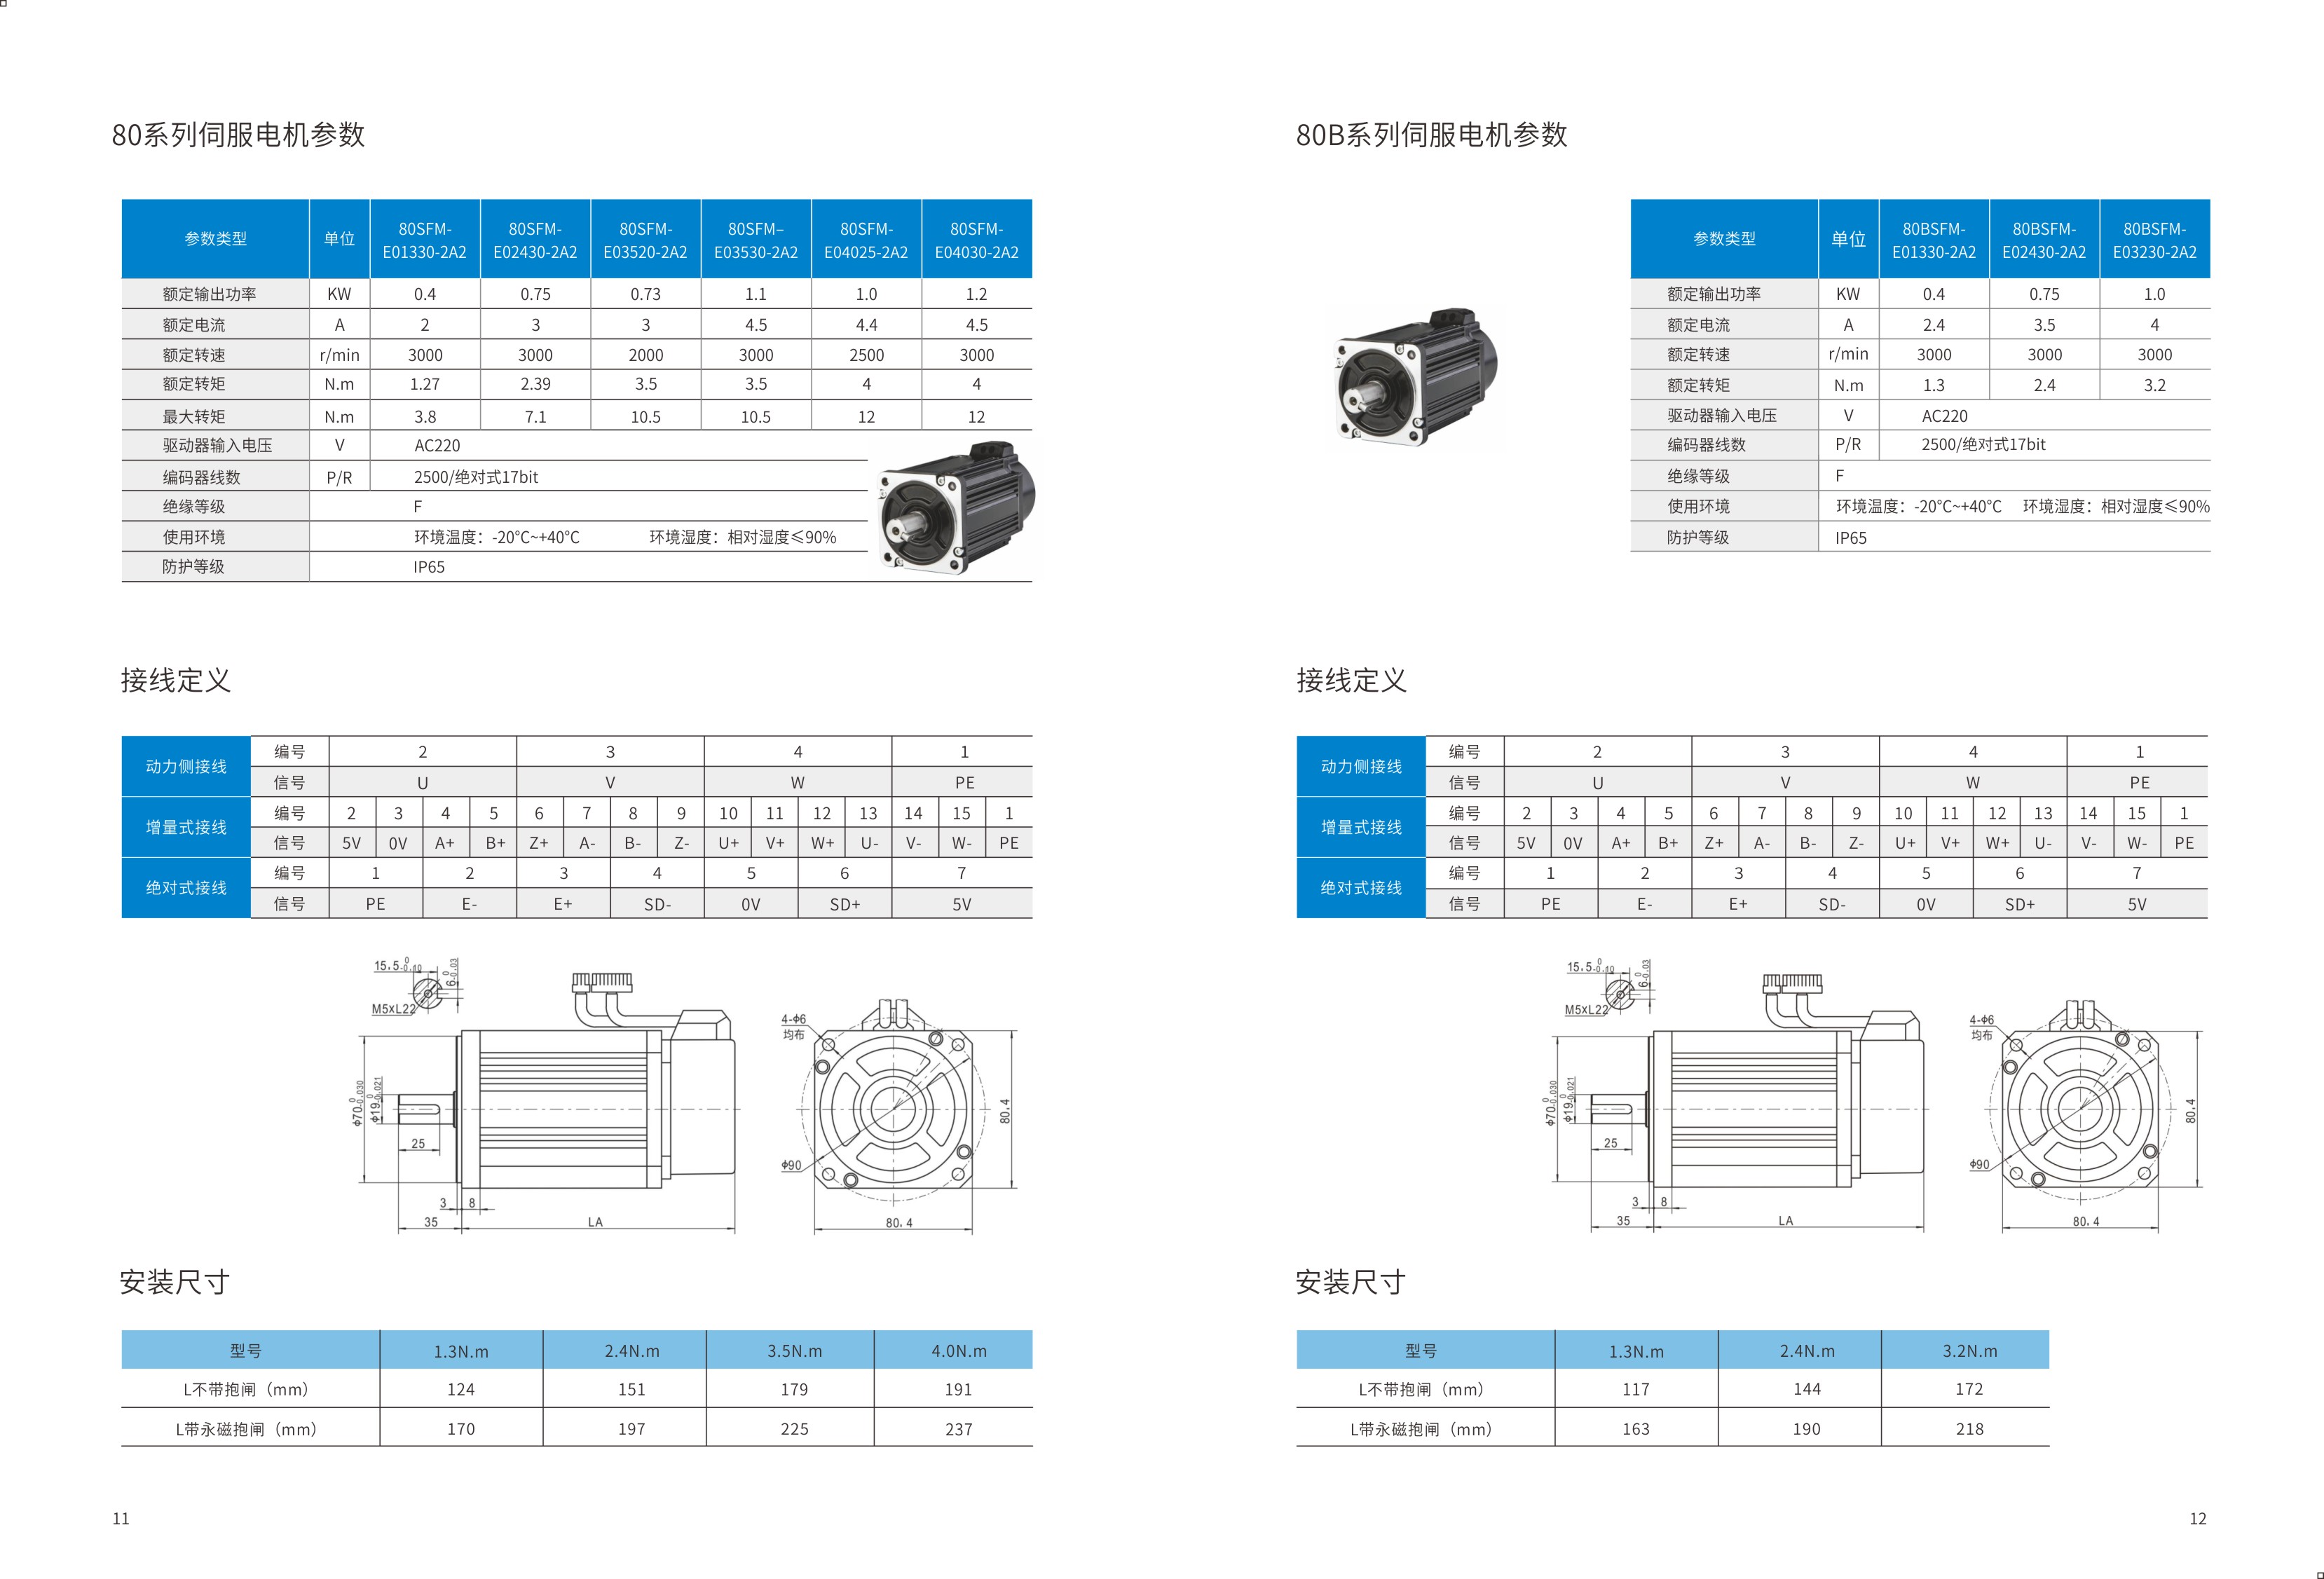 80系列伺服电机参数
参数类型 单位 80SFM-E01330-2A2 80SFM-E02430-2A2 80SFM-E03520-2A2 80SFM–E03530-2A2 80SFM-E04025-2A2 80SFM-E04030-2A2
额定输出功率 KW 0.4 0.75 0.73 1.1 1.0 1.2
额定电流 A 2 3 3 4.5 4.4 4.5
额定转速 r/min 3000 3000 2000 3000 2500 3000
额定转矩 N.m 1.27 2.39 3.5 3.5 4 4
最大转矩 N.m 3.8 7.1 10.5 10.5 12 12
驱动器输入电压 V AC220
编码器线数 P/R 2500/绝对式17bit
绝缘等级 F
使用环境 环境温度：-20℃~+40℃ 环境湿度：相对湿度≤90%
防护等级 IP65
接线定义
动力侧接线 编号 2 3 4 1
信号 U V W PE
增量式接线 编号 2 3 4 5 6 7 8 9 10 11 12 13 14 15 1
信号 5V 0V A+ B+ Z+ A- B- Z- U+ V+ W+ U- V- W- PE
绝对式接线 编号 1 2 3 4 5 6 7
信号 PE E- E+ SD- 0V SD+ 5V
15.5 0 -0.10
6 0 -0.03
M5xL22
ф70 0 -0.030
ф19 0 -0.021
25
3 8
35 LA
4-ф6
均布
ф90
80.4
80.4
安装尺寸
型号 1.3N.m 2.4N.m 3.5N.m 4.0N.m
L不带抱闸（mm） 124 151 179 191
L带永磁抱闸（mm） 170 197 225 237
11
80B系列伺服电机参数
参数类型 单位 80BSFM-E01330-2A2 80BSFM-E02430-2A2 80BSFM-E03230-2A2
额定输出功率 KW 0.4 0.75 1.0
额定电流 A 2.4 3.5 4
额定转速 r/min 3000 3000 3000
额定转矩 N.m 1.3 2.4 3.2
驱动器输入电压 V AC220
编码器线数 P/R 2500/绝对式17bit
绝缘等级 F
使用环境 环境温度：-20℃~+40℃ 环境湿度：相对湿度≤90%
防护等级 IP65
接线定义
动力侧接线 编号 2 3 4 1
信号 U V W PE
增量式接线 编号 2 3 4 5 6 7 8 9 10 11 12 13 14 15 1
信号 5V 0V A+ B+ Z+ A- B- Z- U+ V+ W+ U- V- W- PE
绝对式接线 编号 1 2 3 4 5 6 7
信号 PE E- E+ SD- 0V SD+ 5V
15.5 0 -0.10
6 0 -0.03
M5xL22
ф70 0 -0.030
ф19 0 -0.021
25
3 8
35 LA
4-ф6
均布
ф90
80.4
80.4
安装尺寸
型号 1.3N.m 2.4N.m 3.2N.m
L不带抱闸（mm） 117 144 172
L带永磁抱闸（mm） 163 190 218
12